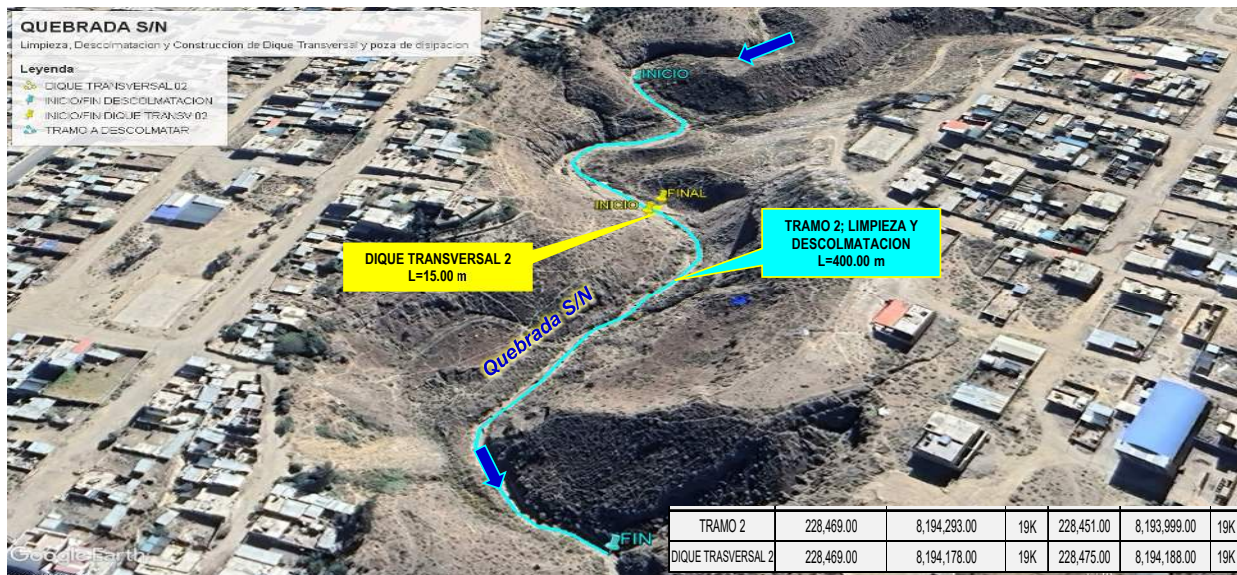 QUEBRADA S/N
Limpieza, Descolmatacion y Construccion de Dique Transversal y poza de disipacion
Leyenda
DIQUE TRANSVERSAL 02
INICIO/FIN DESCOLMATACION
INICIO/FIN DIQUE TRANSV 02
TRAMO A DESCOLMATAR
INICIO
FINAL
INICIO
TRAMO 2; LIMPIEZA Y
DESCOLMATACION
L=400.00 m
DIQUE TRANSVERSAL 2
L=15.00 m
Quebrada S/N
FIN
TRAMO 2 228,469.00 8,194,293.00 19K 228,451.00 8,193,999.00 19K
DIQUE TRASVERSAL 2 228,469.00 8,194,178.00 19K 228,475.00 8,194,188.00 19K
Google Earth